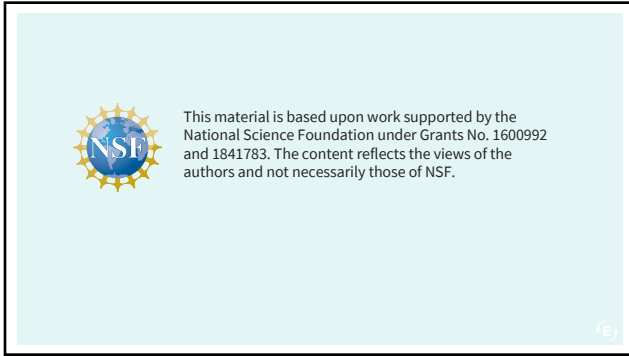 NSF
This material is based upon work supported by the
National Science Foundation under Grants No. 1600992
and 1841783. The content reflects the views of the
authors and not necessarily those of NSF.
E